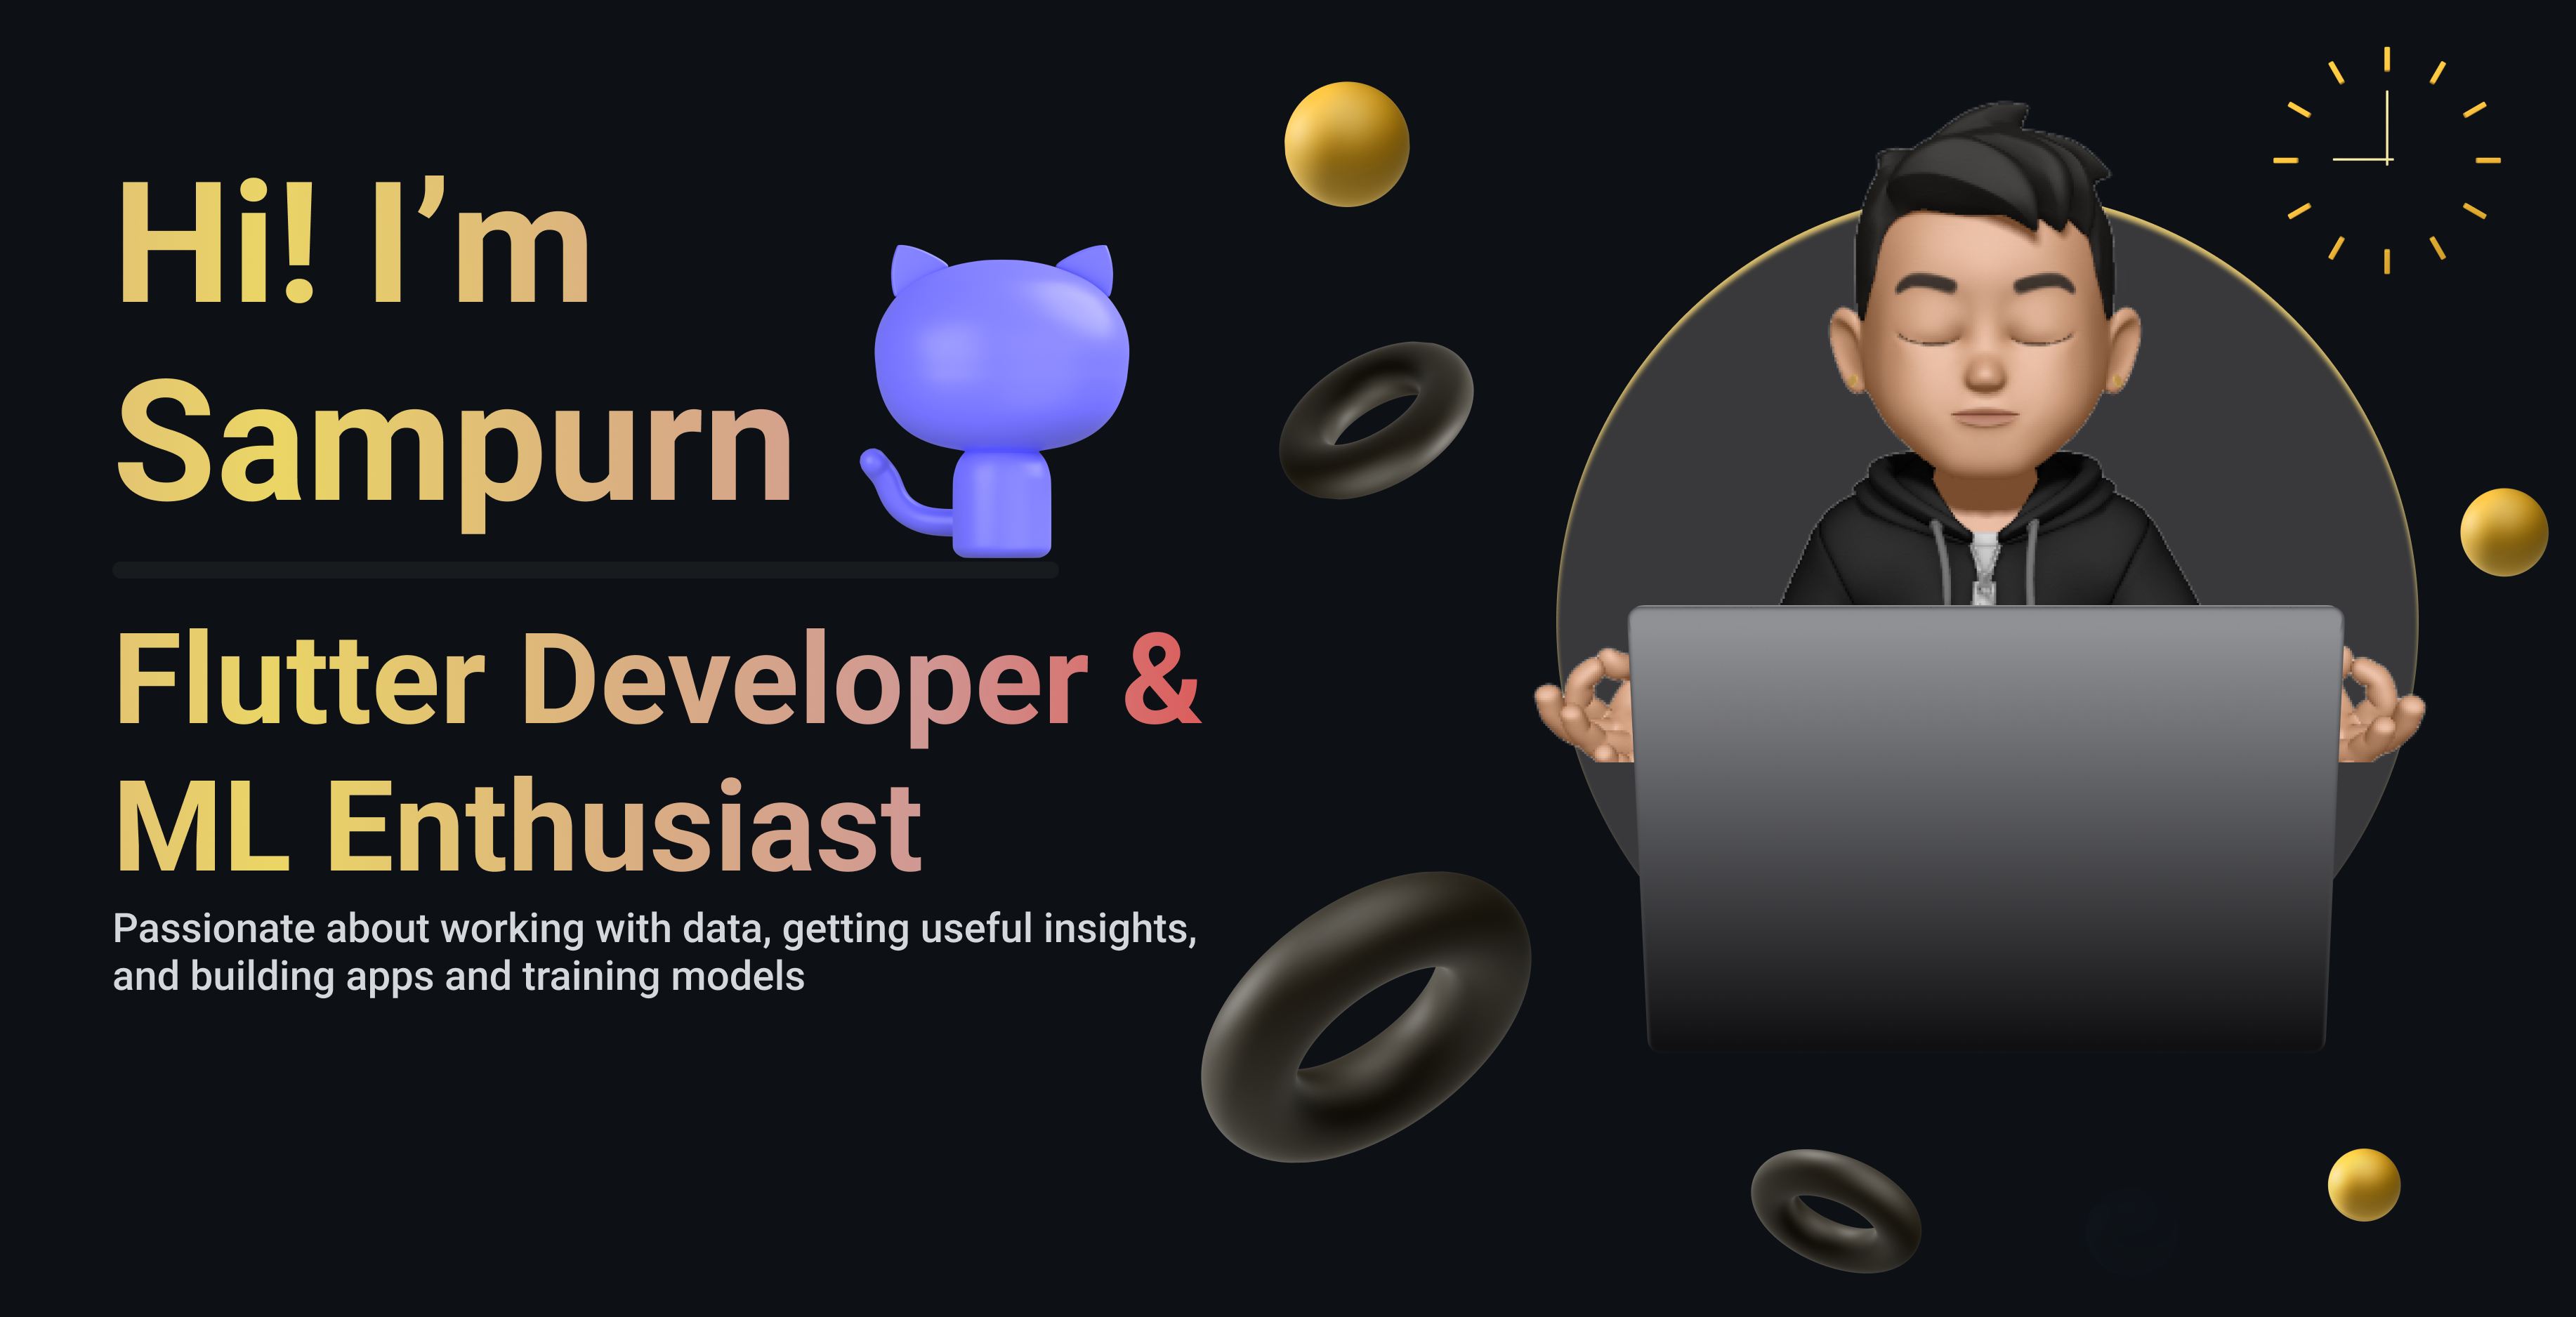 Hi! I’m
Sampurn
Flutter Developer &
ML Enthusiast
Passionate about working with data, getting useful insights,
and building apps and training models